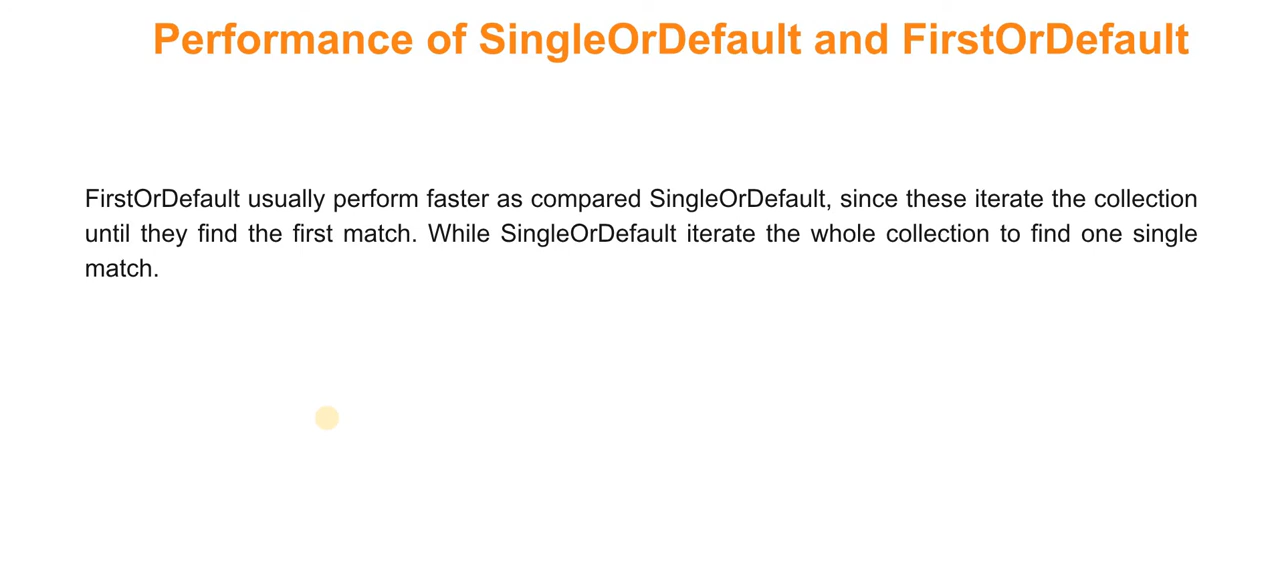 Performance of SingleOrDefault and FirstOrDefault
FirstOrDefault usually perform faster as compared SingleOrDefault, since these iterate the collection
until they find the first match. While SingleOrDefault iterate the whole collection to find one single
match.